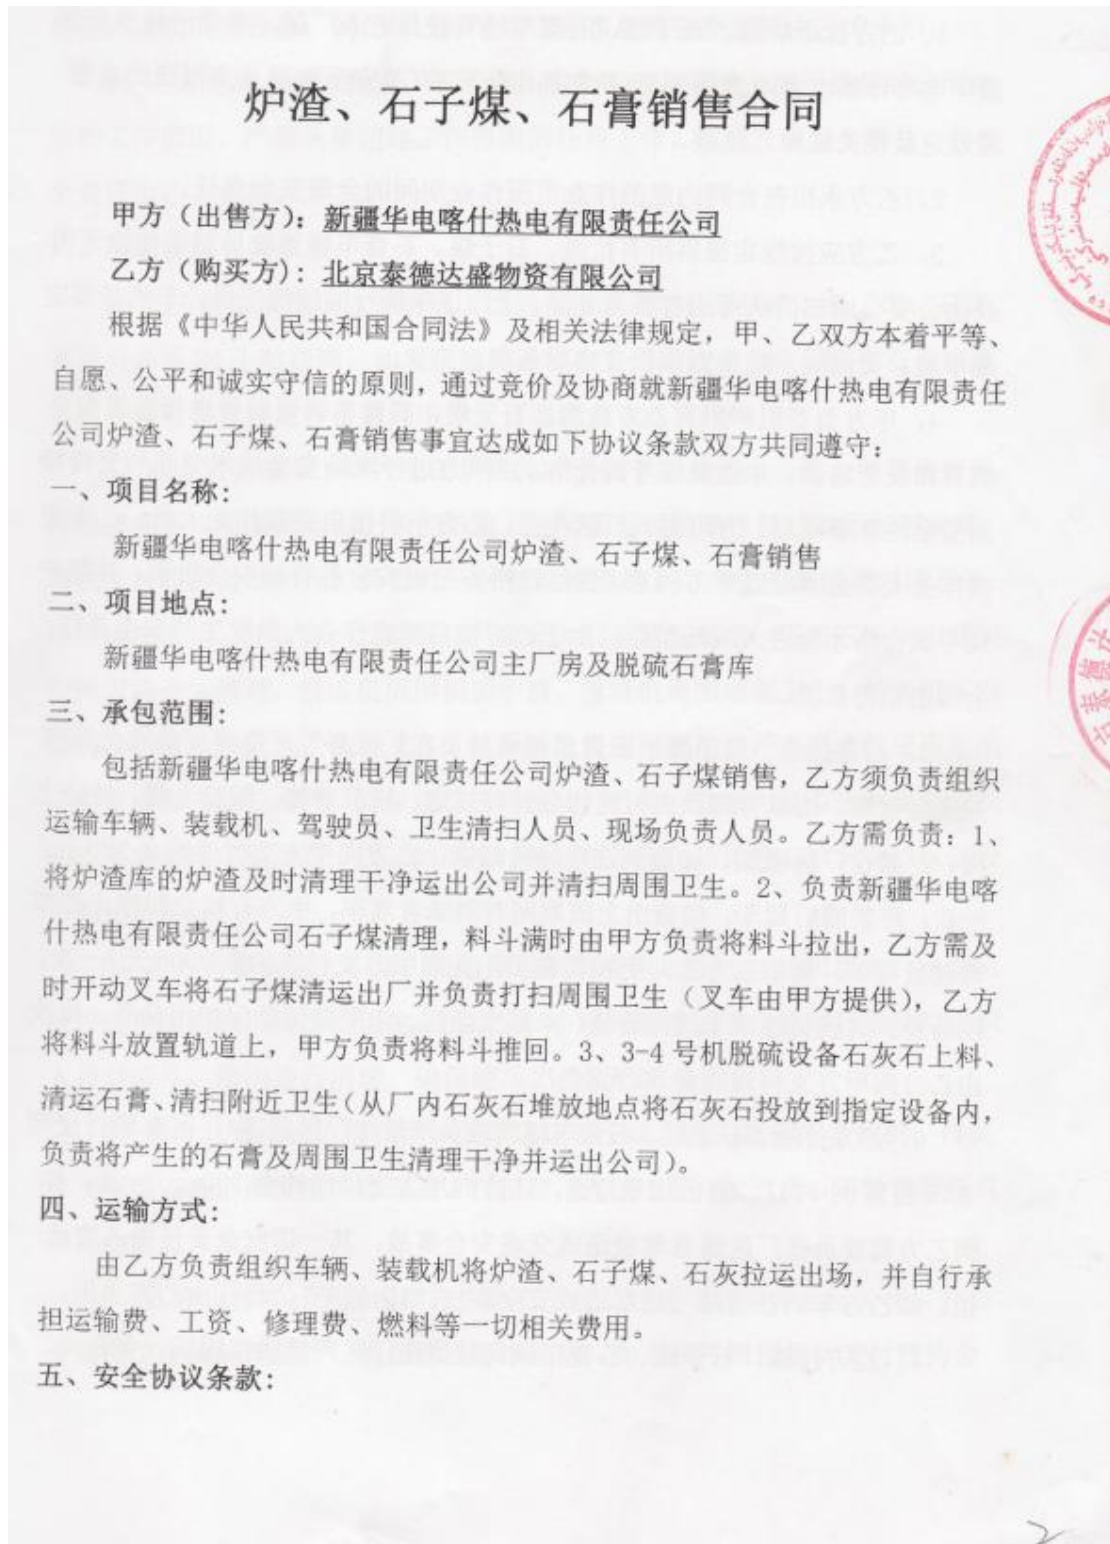 炉渣、石子煤、石膏销售合同
甲方（出售方）：新疆华电喀什热电有限责任公司
乙方（购买方）：北京泰德达盛物资有限公司
根据《中华人民共和国合同法》及相关法律规定，甲、乙双方本着平等、
自愿、公平和诚实守信的原则，通过竞价及协商就新疆华电喀什热电有限责任
公司炉渣、石子煤、石膏销售事宜达成如下协议条款双方共同遵守：
一、项目名称：
新疆华电喀什热电有限责任公司炉渣、石子煤、石膏销售
二、项目地点：
新疆华电喀什热电有限责任公司主厂房及脱硫石膏库
三、承包范围：
包括新疆华电喀什热电有限责任公司炉渣、石子煤销售，乙方须负责组织
运输车辆、装载机、驾驶员、卫生清扫人员、现场负责人员。乙方需负责：1、
将炉渣库的炉渣及时清理干净运出公司并清扫周围卫生。2、负责新疆华电喀
什热电有限责任公司石子煤清理，料斗满时由甲方负责将料斗拉出，乙方需及
时开动叉车将石子煤清运出厂并负责打扫周围卫生（叉车由甲方提供），乙方
将料斗放置轨道上，甲方负责将料斗推回。3、3-4 号机脱硫设备石灰石上料、
清运石膏、清扫附近卫生（从厂内石灰石堆放地点将石灰石投放到指定设备内，
负责将产生的石膏及周围卫生清理干净并运出公司）。
四、运输方式：
由乙方负责组织车辆、装载机将炉渣、石子煤、石灰拉运出场，并自行承
担运输费、工资、修理费、燃料等一切相关费用。
五、安全协议条款：
2